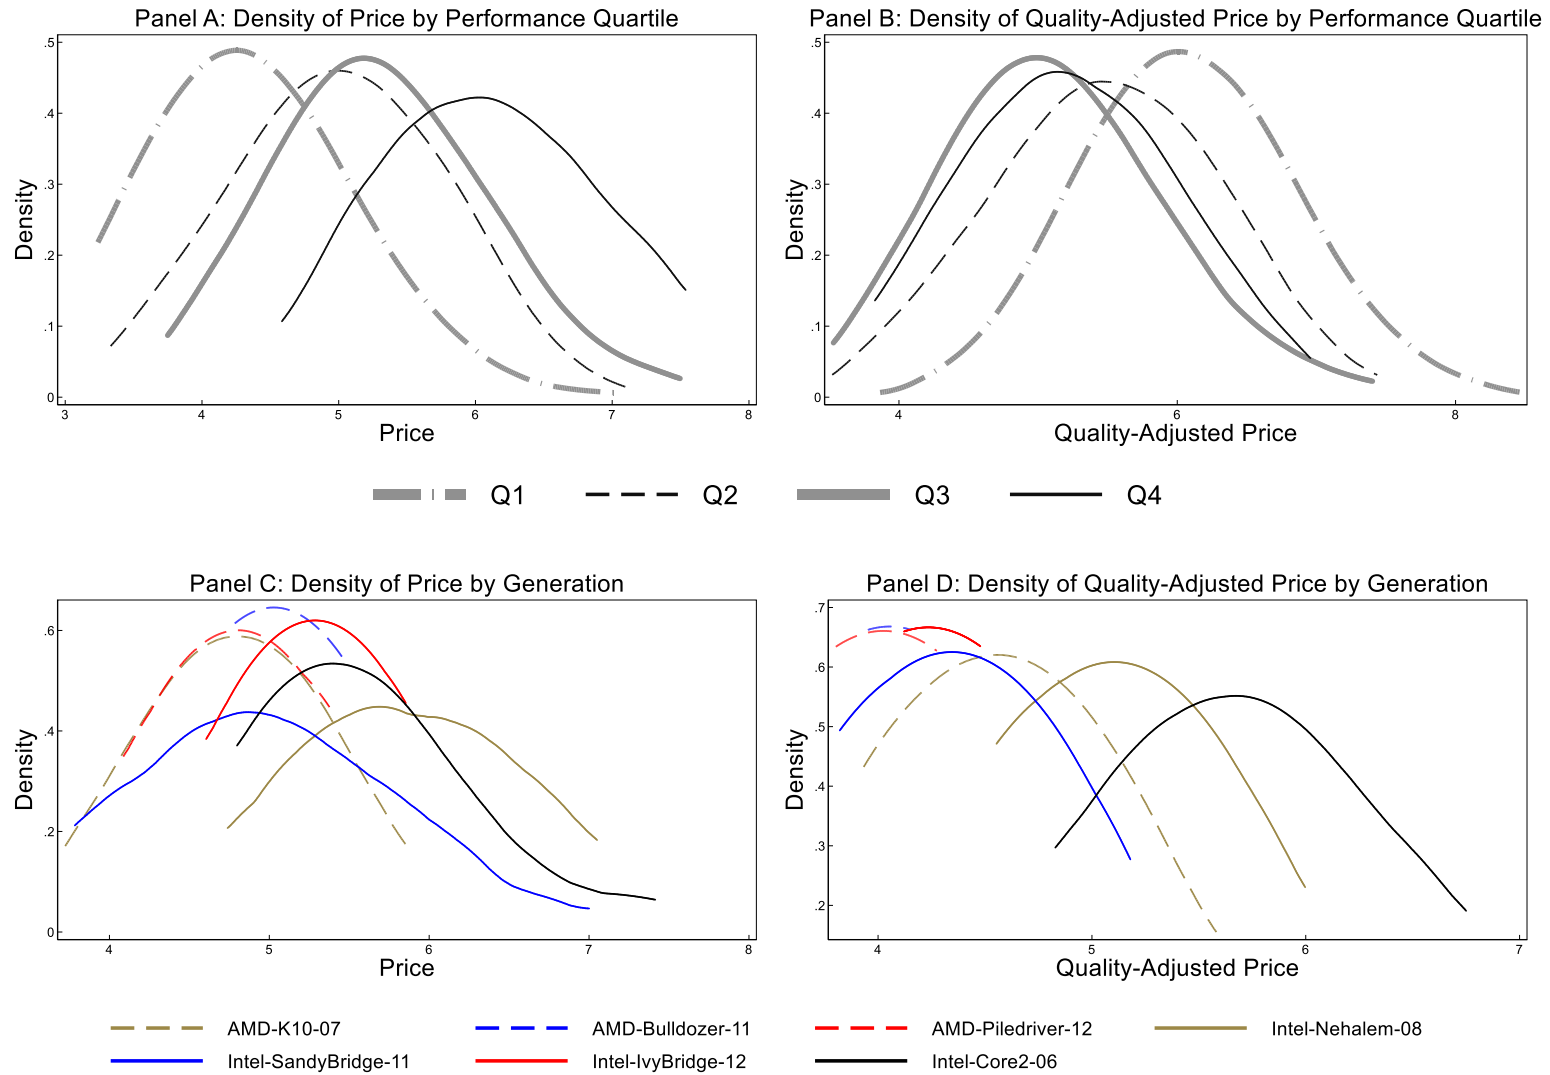 Panel A: Density of Price by Performance Quartile
Density
.5
.4
.3
.2
.1
0
3 4 5 6 7 8
Price
Panel B: Density of Quality-Adjusted Price by Performance Quartile
Density
.5
.4
.3
.2
.1
0
4 6 8
Quality-Adjusted Price
Q1 Q2 Q3 Q4
Panel C: Density of Price by Generation
Density
.6
.4
.2
0
4 5 6 7 8
Price
Panel D: Density of Quality-Adjusted Price by Generation
Density
.7
.6
.5
.4
.3
.2
4 5 6 7
Quality-Adjusted Price
AMD-K10-07 AMD-Bulldozer-11 AMD-Piledriver-12 Intel-Nehalem-08
Intel-SandyBridge-11 Intel-IvyBridge-12 Intel-Core2-06